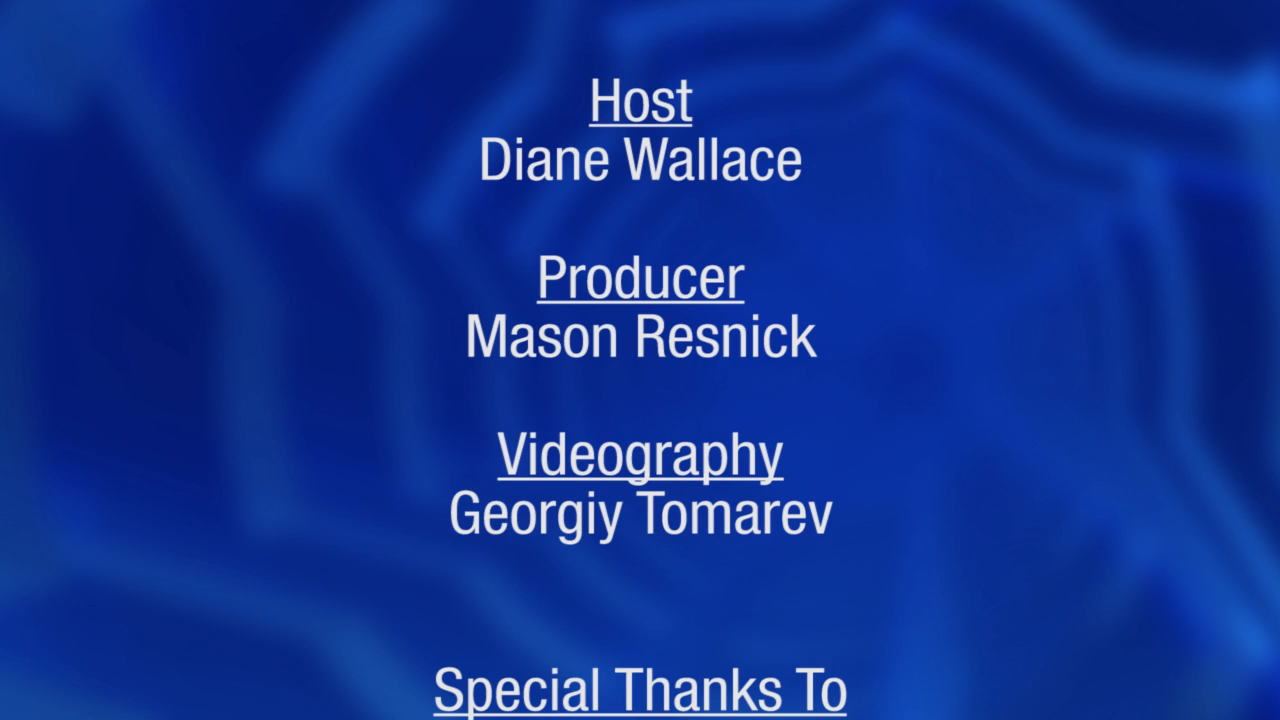 Host
Diane Wallace
Producer
Mason Resnick
Videography
Georgiy Tomarev
Special Thanks To